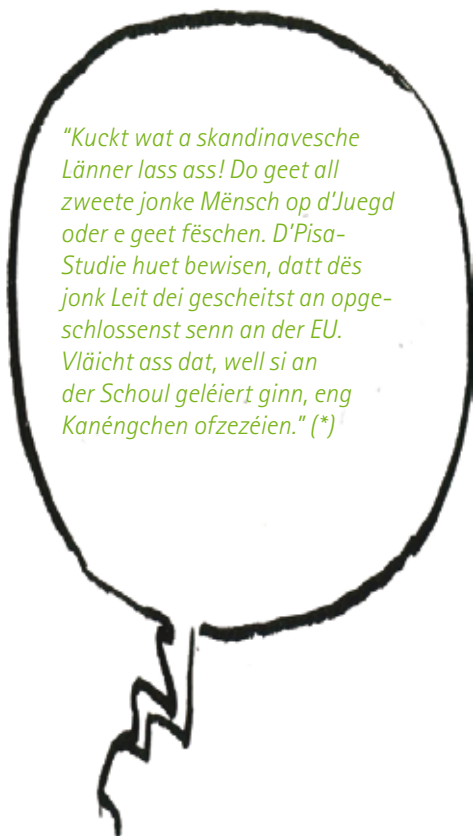 "Kuckt wat a skandinavesche
Länner lass ass! Do geet all
zweete jonke Mënsch op d'Juegd
oder e geet fëschen. D'Pisa-
Studie huet bewisen, datt dës
jonk Leit dei gescheitst an opge-
schlossenst senn an der EU.
Vläicht ass dat, well si an
der Schoul geléiert ginn, eng
Kanéngchen ofzezéien." (*)